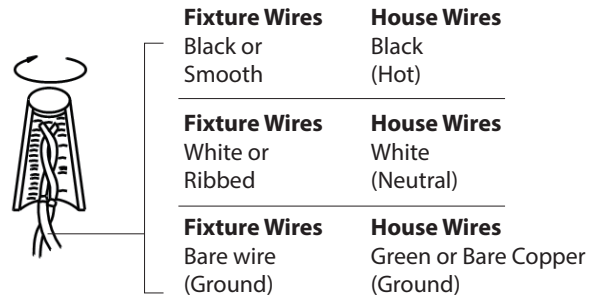 Fixture Wires House Wires
Black or Black
Smooth (Hot)
Fixture Wires House Wires
White or White
Ribbed (Neutral)
Fixture Wires House Wires
Bare wire Green or Bare Copper
(Ground) (Ground)